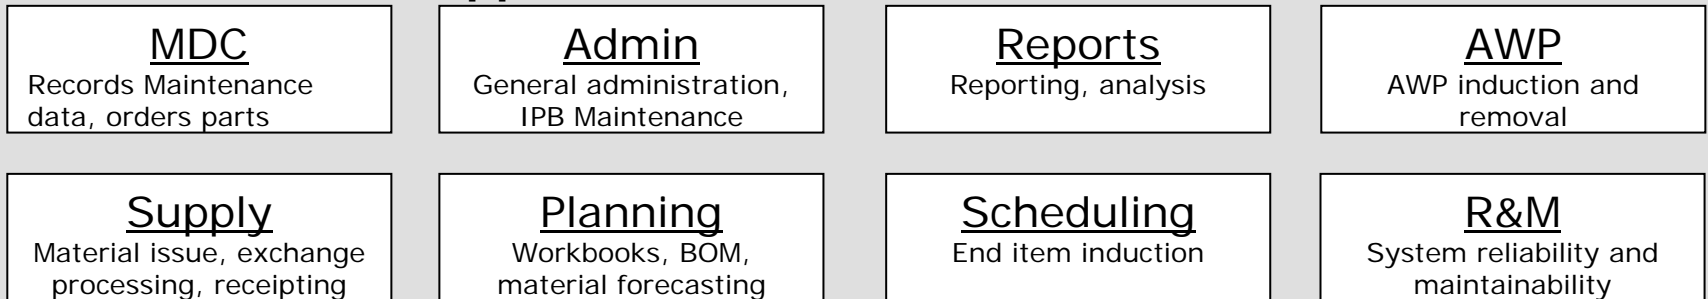 MDC
Records Maintenance
data, orders parts
Admin
General administration,
IPB Maintenance
Reports
Reporting, analysis
AWP
AWP induction and
removal
Supply
Material issue, exchange
processing, receipting
Planning
Workbooks, BOM,
material forecasting
Scheduling
End item induction
R&M
System reliability and
maintainability